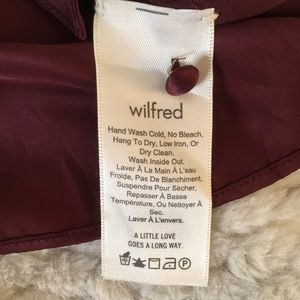 wilfred
Hand Wash Cold, No Bleach,
Hang To Dry, Low Iron, Or
Dry Clean.
Wash Inside Out.
Laver À La Main À L'eau
Froide, Pas De Blanchiment,
Suspendre Pour Sécher,
Repasser À Basse
Température, Ou Nettoyer À
Sec.
Laver À L'envers.
A LITTLE LOVE
GOES A LONG WAY.
P